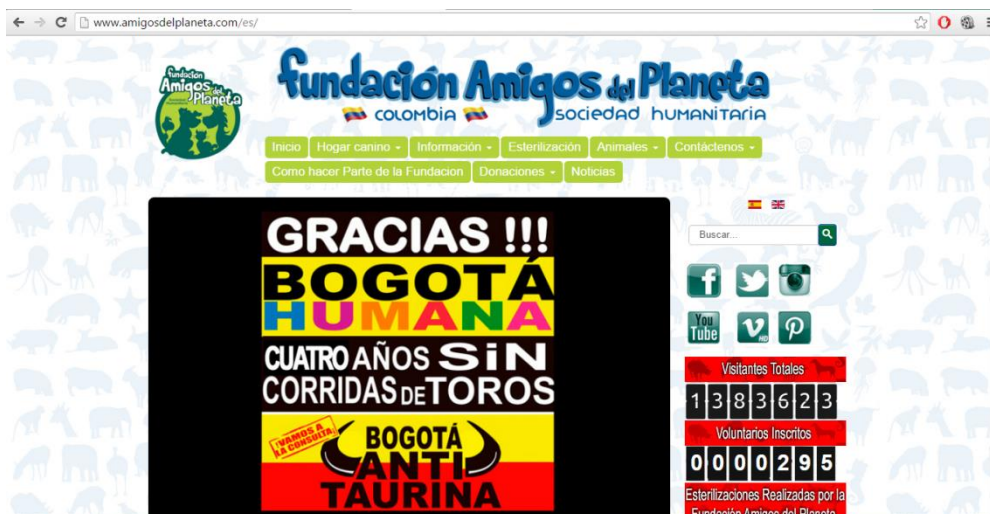 www.amigosdelplaneta.com/es/
fundación
Amigos del
Planeta
fundación Amigos del Planeta
COLOMBIA
sociedad humanitaria
Inicio
Hogar canino
Información
Esterilización
Animales
Contáctenos
Como hacer Parte de la Fundacion
Donaciones
Noticias
GRACIAS !!!
BOGOTÁ
HUMANA
CUATRO AÑOS SiN
CORRIDAS DE TOROS
¡VAMOS A
LA CONSULTA!
BOGOTÁ
ANTI
TAURINA
Buscar...
f
You
Tube
HD
Visitantes Totales
1383623
Voluntarios Inscritos
0000295
Esterilizaciones Realizadas por la
Fundación Amigos del Planeta